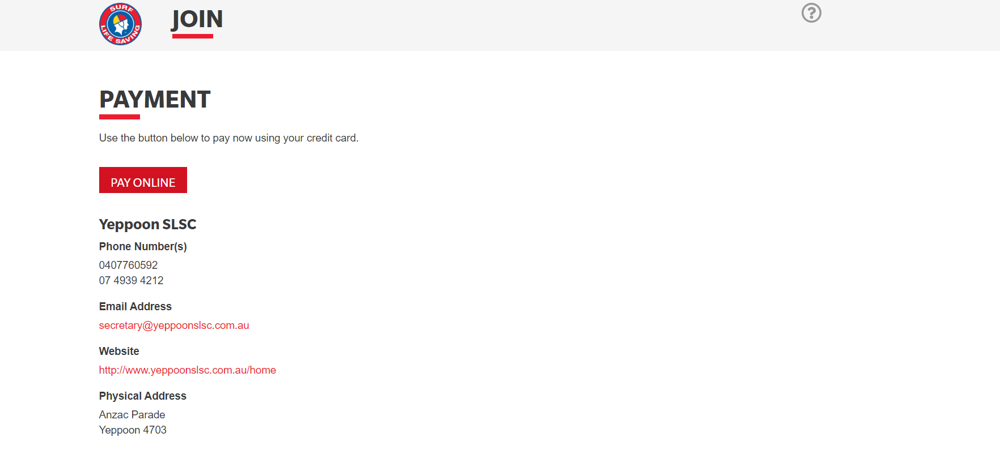 SURF
LIFE SAVING
JOIN
?
PAYMENT
Use the button below to pay now using your credit card.
PAY ONLINE
Yeppoon SLSC
Phone Number(s)
0407760592
07 4939 4212
Email Address
secretary@yeppoonslsc.com.au
Website
http://www.yeppoonslsc.com.au/home
Physical Address
Anzac Parade
Yeppoon 4703